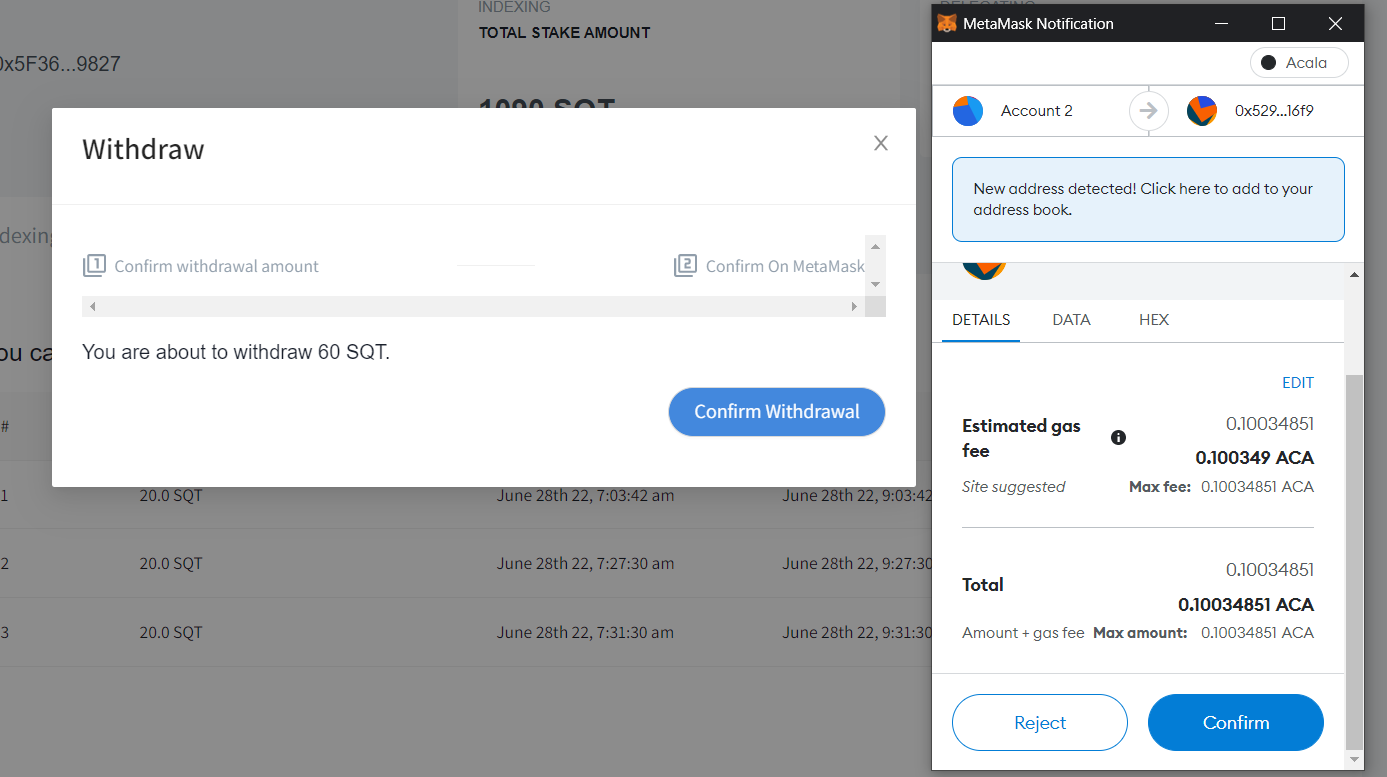 INDEXING
TOTAL STAKE AMOUNT
0x5F36...9827
1090 SQT
Withdraw
Confirm withdrawal amount
Confirm On MetaMask
You are about to withdraw 60 SQT.
Confirm Withdrawal
#
1 20.0 SQT June 28th 22, 7:03:42 am June 28th 22, 9:03:42
2 20.0 SQT June 28th 22, 7:27:30 am June 28th 22, 9:27:30
3 20.0 SQT June 28th 22, 7:31:30 am June 28th 22, 9:31:30
MetaMask Notification
Acala
Account 2
0x529...16f9
New address detected! Click here to add to your
address book.
DETAILS DATA HEX
EDIT
Estimated gas
fee
0.10034851
0.100349 ACA
Site suggested
Max fee: 0.10034851 ACA
0.10034851
Total
0.10034851 ACA
Amount + gas fee Max amount: 0.10034851 ACA
Reject
Confirm